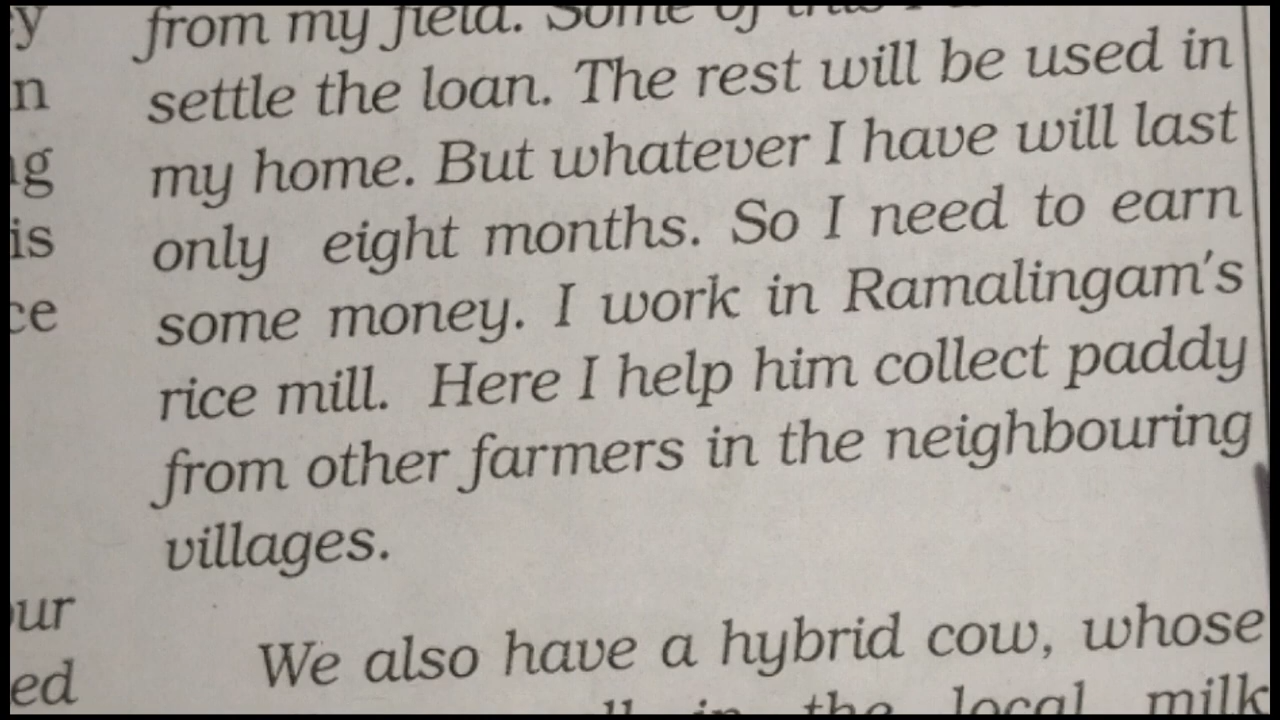 y
from my field. Some of this I
n
settle the loan. The rest will be used in
g
my home. But whatever I have will last
is
only eight months. So I need to earn
ce
some money. I work in Ramalingam's
rice mill. Here I help him collect paddy
from other farmers in the neighbouring
villages.
ur
We also have a hybrid cow, whose
ed
in the local milk